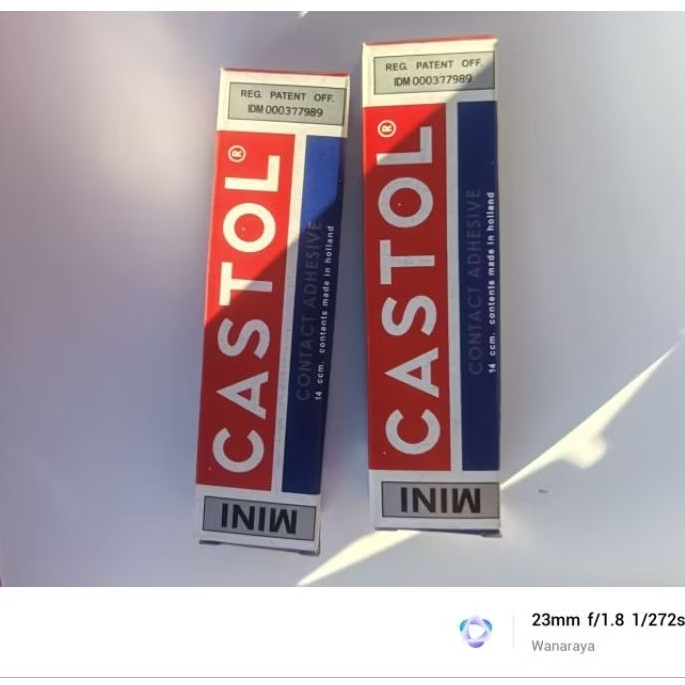 REG. PATENT OFF.
IDM 000377989
CASTOL®
CONTACT ADHESIVE
14 ccm. contents made in holland
MINI
REG. PATENT OFF.
IDM 000377989
CASTOL®
CONTACT ADHESIVE
14 ccm. contents made in holland
MINI
23mm f/1.8 1/272s
Wanaraya